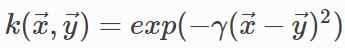 k(x⃗, y⃗) = exp(−γ(x⃗ − y⃗)²)